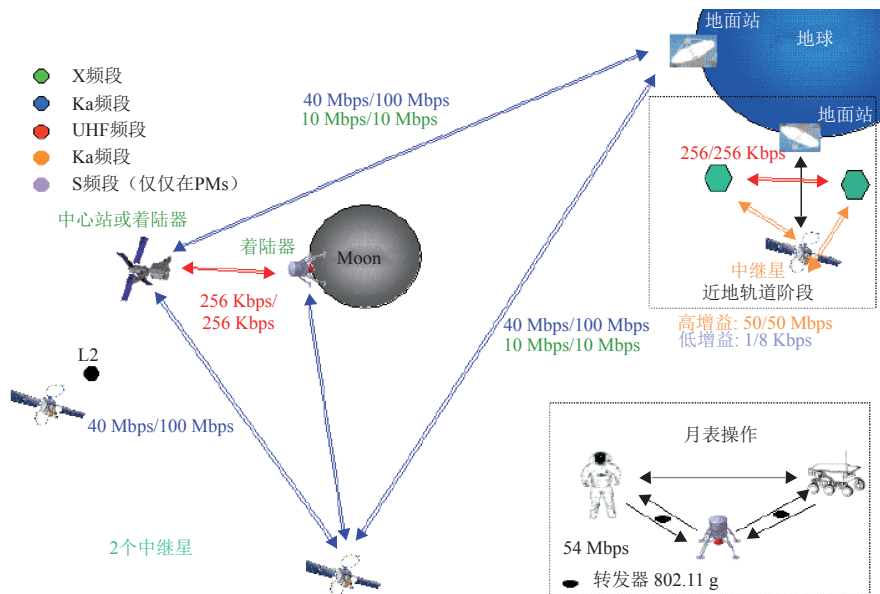 X频段
Ka频段
UHF频段
Ka频段
S频段（仅仅在PMs）
40 Mbps/100 Mbps
10 Mbps/10 Mbps
地面站
地球
地面站
256/256 Kbps
中继星
近地轨道阶段
高增益: 50/50 Mbps
低增益: 1/8 Kbps
中心站或着陆器
着陆器
Moon
256 Kbps/
256 Kbps
40 Mbps/100 Mbps
10 Mbps/10 Mbps
L2
40 Mbps/100 Mbps
2个中继星
月表操作
54 Mbps
转发器 802.11 g